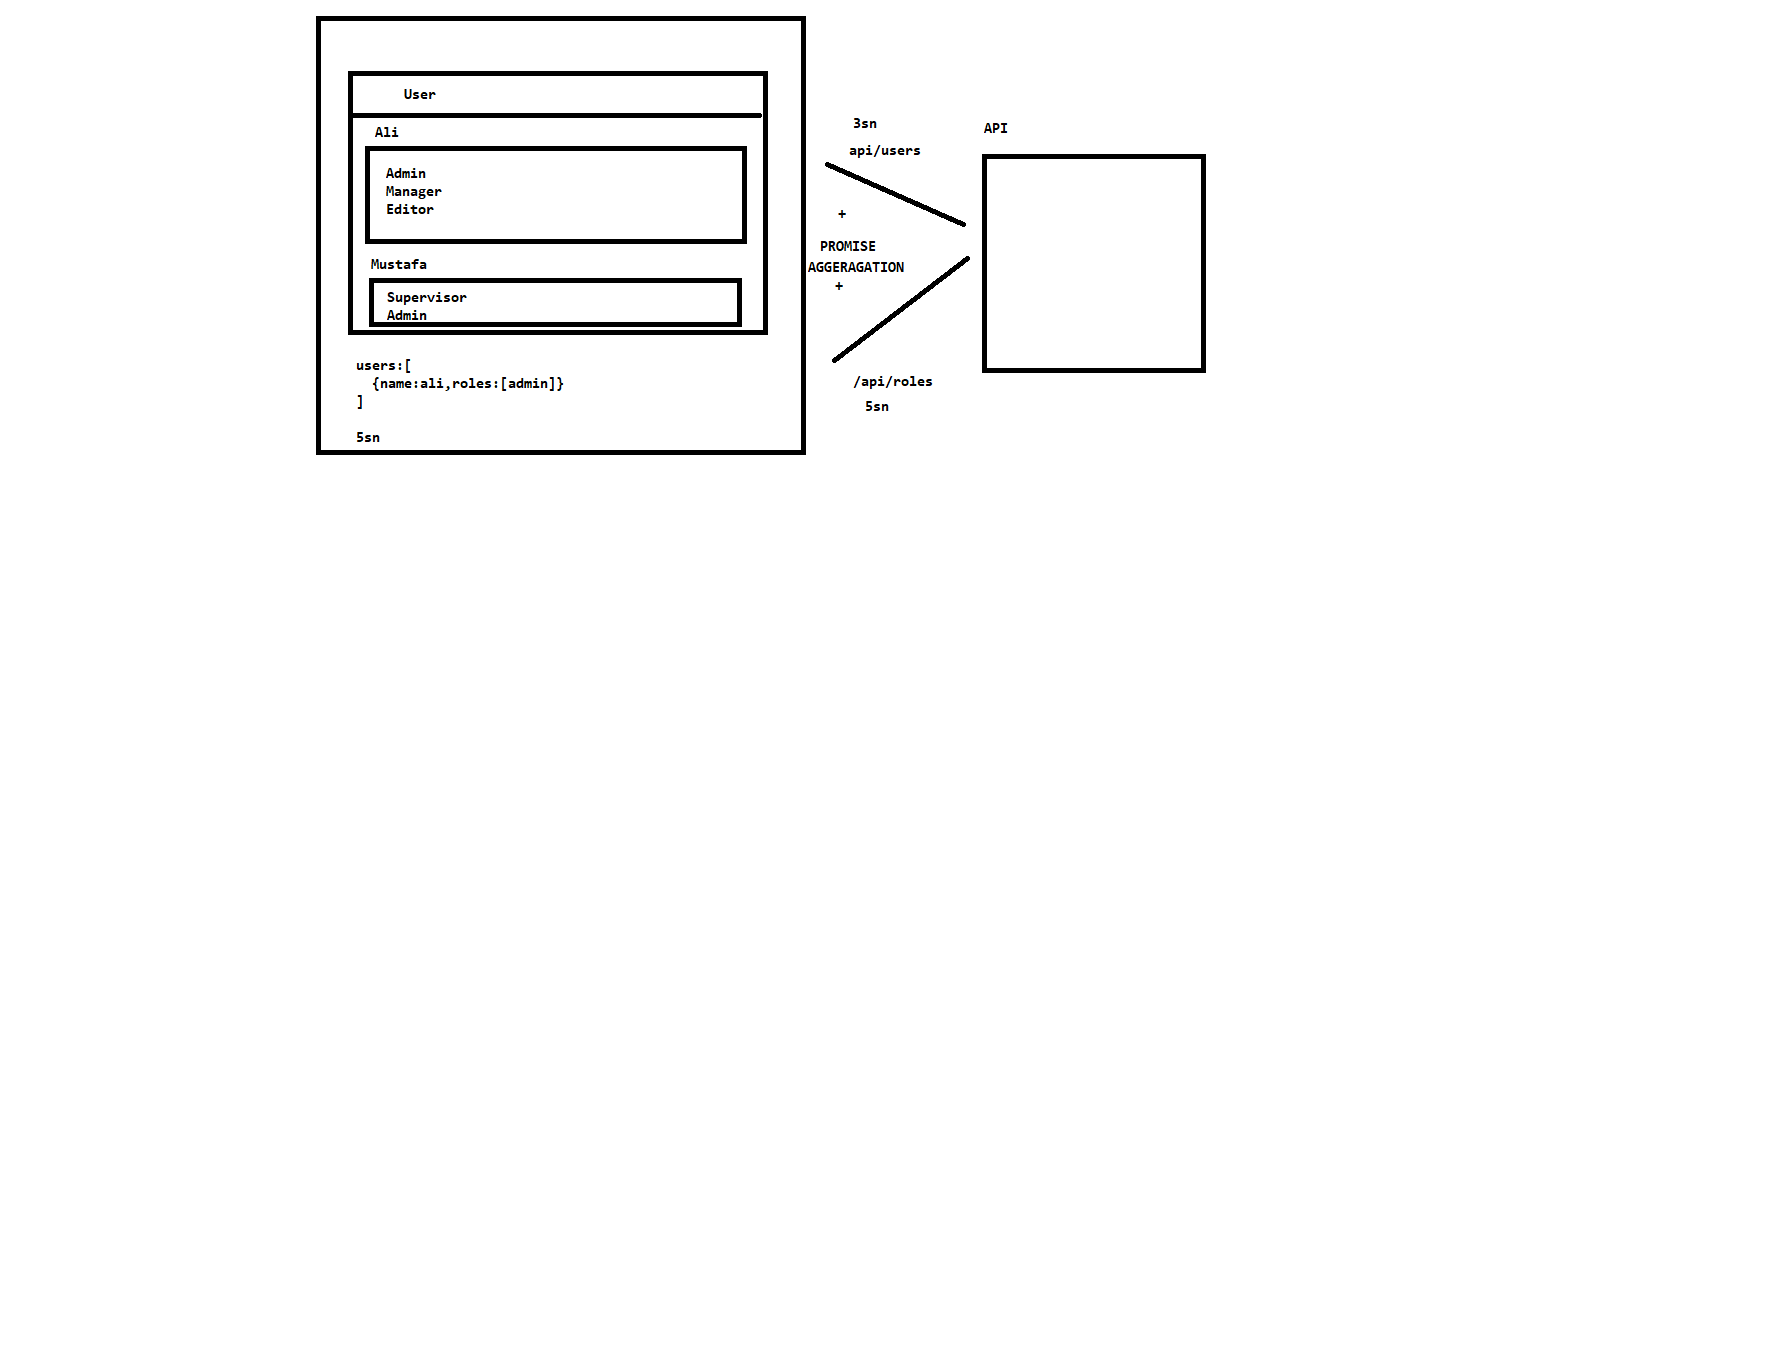 User
Ali
Admin
Manager
Editor
Mustafa
Supervisor
Admin
users:[
{name:ali,roles:[admin]}
]
5sn
3sn
api/users
+
PROMISE
AGGERAGATION
+
/api/roles
5sn
API